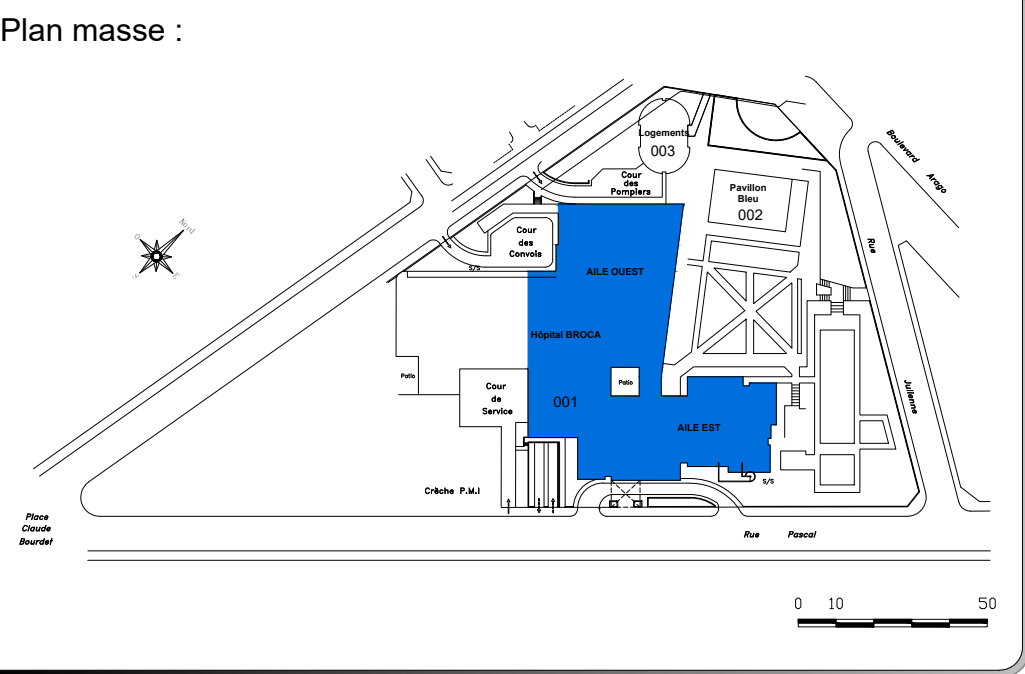 Plan masse :
Logements
003
Cour
des
Pompiers
Pavillon
Bleu
002
Boulevard
Arago
Nord
O
S
E
Cour
des
Convois
S/S
AILE OUEST
Rue
Hôpital BROCA
Patio
Patio
Cour
de
Service
001
Julienne
AILE EST
S/S
Crèche P.M.I
Place
Claude
Bourdet
Rue Pascal
0 10 50